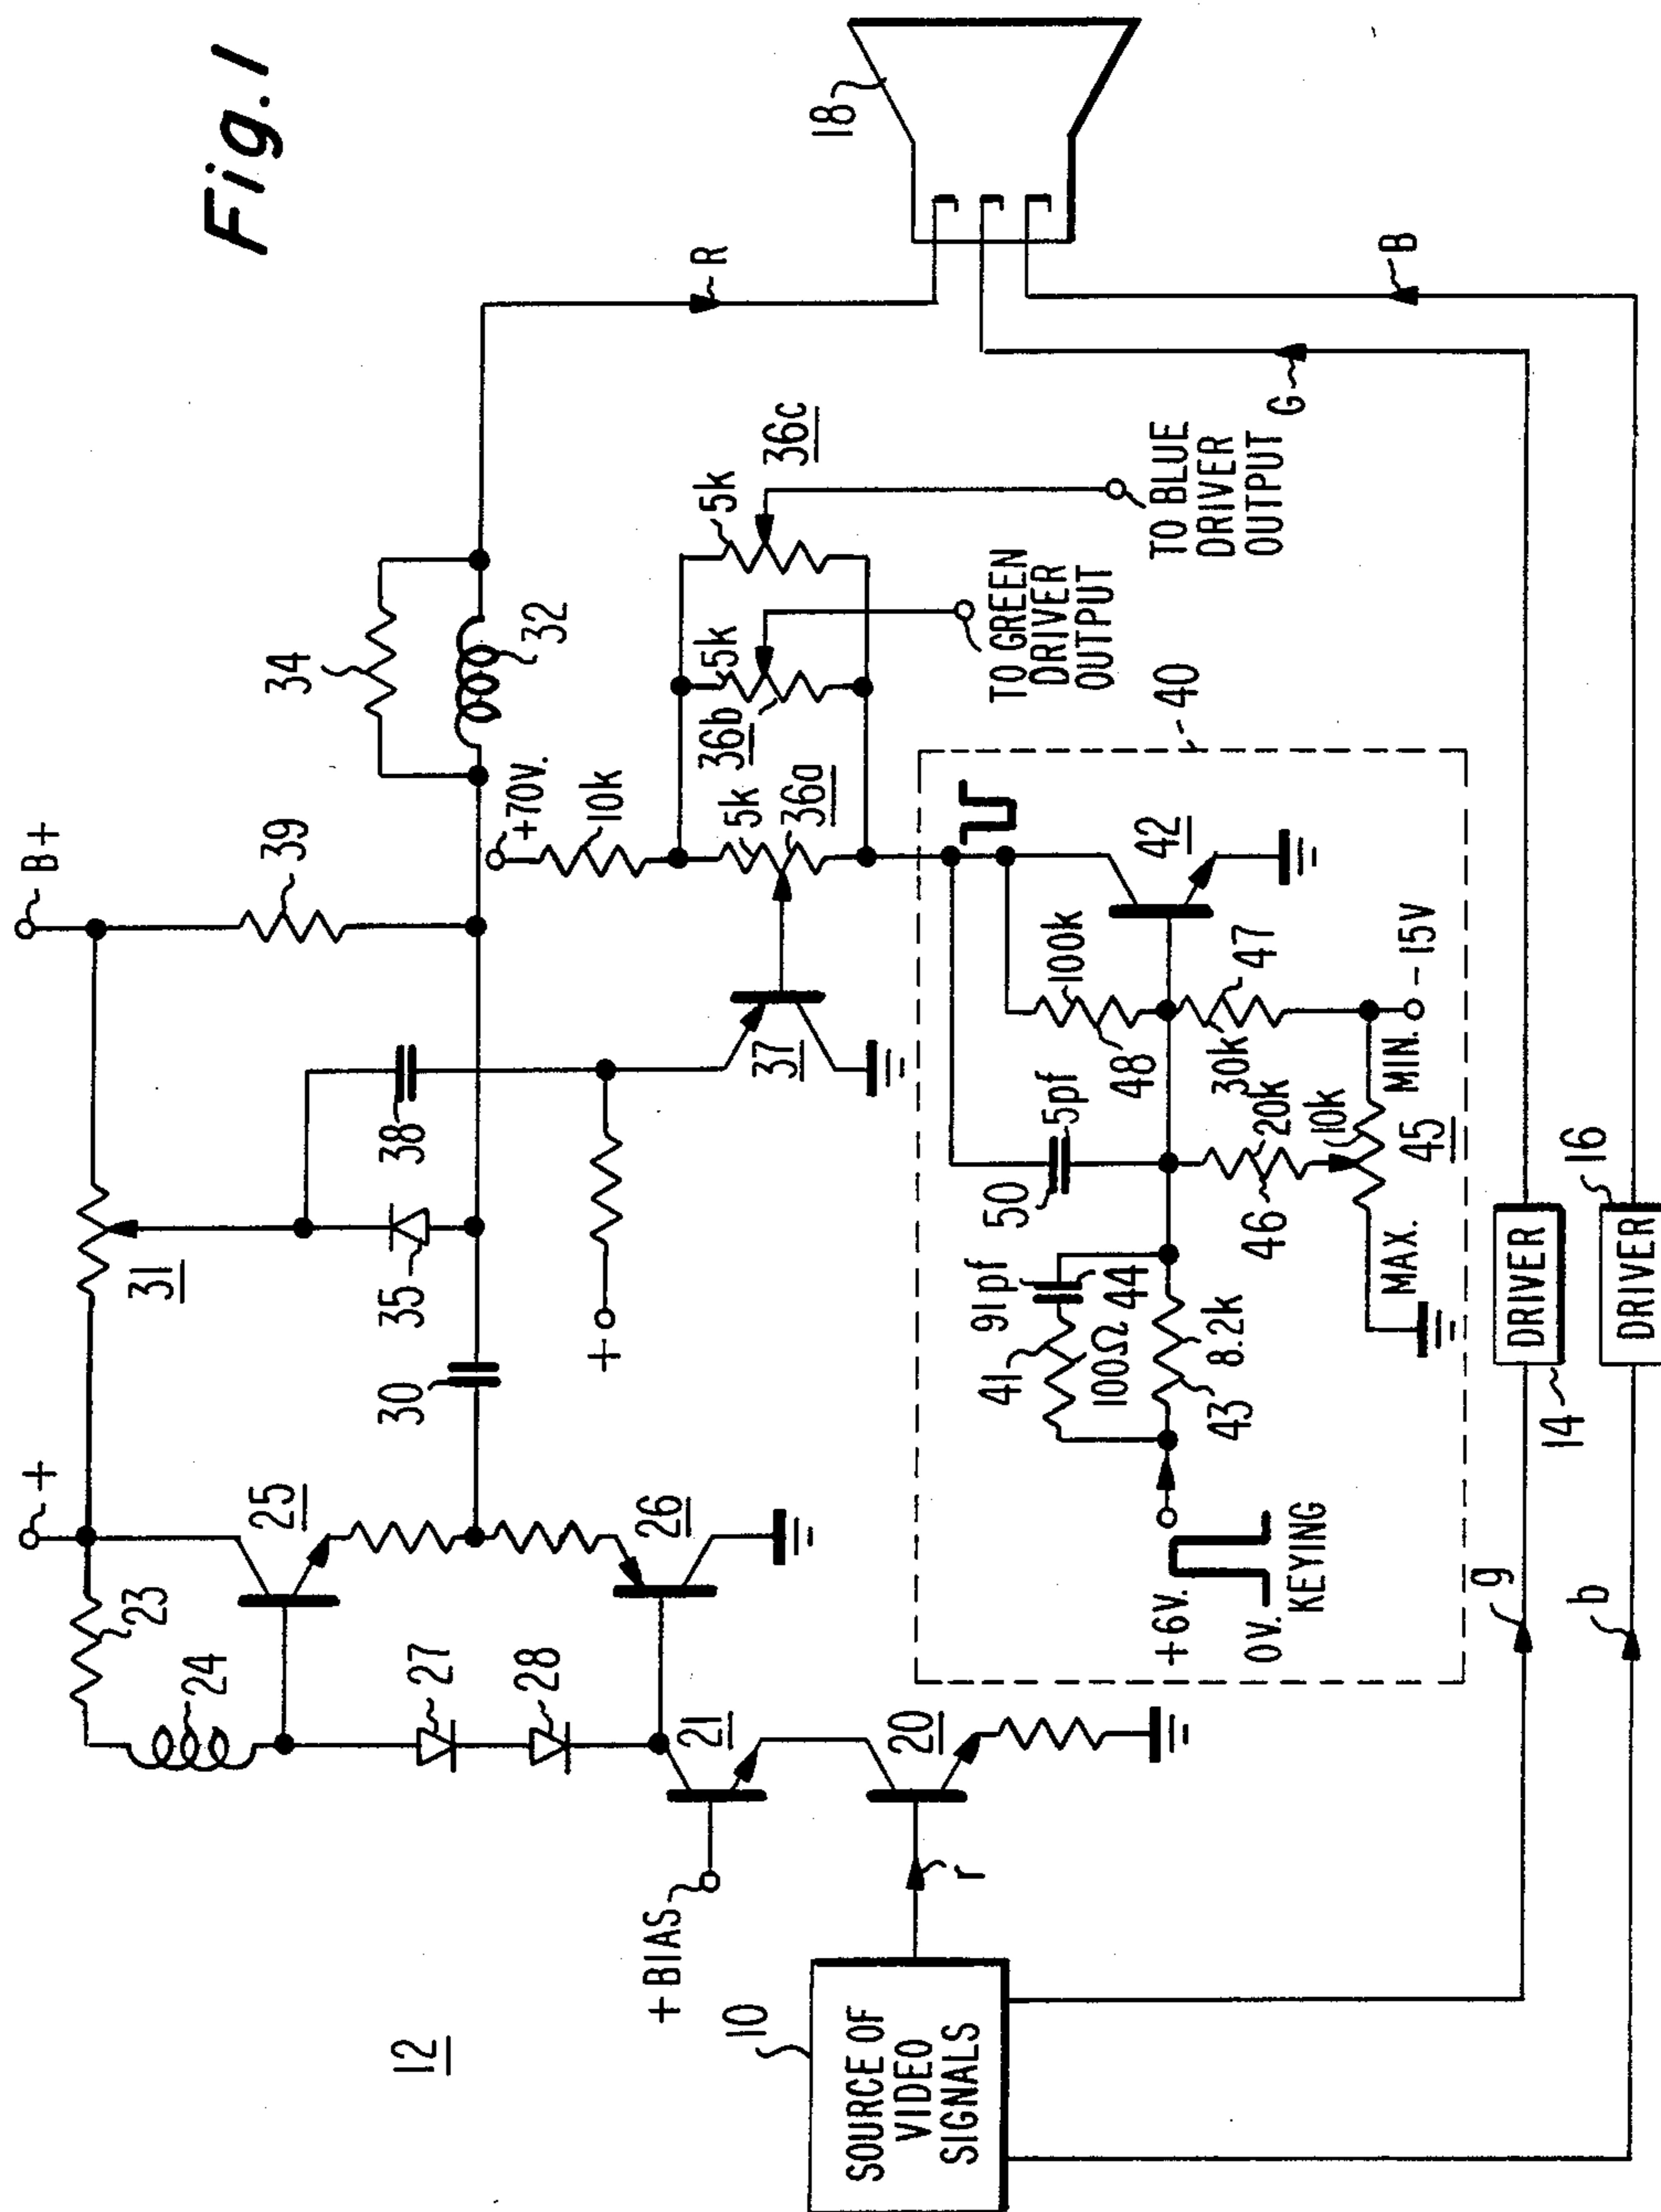 Fig. 1
B+
+
34
39
32
R
18
31
35
38
30
25
23
24
27
28
26
21
20
+BIAS
r
12
10
SOURCE OF
VIDEO
SIGNALS
+
37
+70V.
10k
5k
36a
36b
5k
5k
36c
TO GREEN
DRIVER
OUTPUT
TO BLUE
DRIVER
OUTPUT
G
B
40
42
100k
48
47
30k
-15V
50
5pf
91pf
44
41
100Ω
43
8.2k
46
20k
10k
45
MIN.
MAX.
+6V.
0V.
KEYING
g
b
14
DRIVER
16
DRIVER